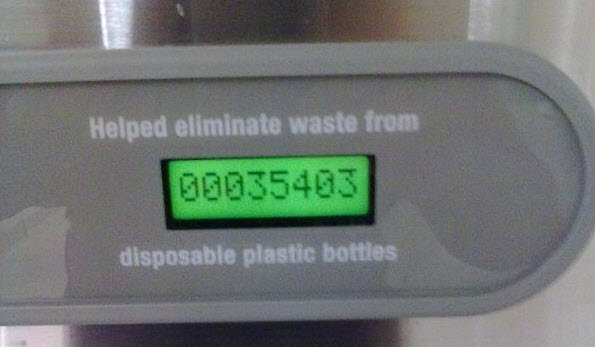 Helped eliminate waste from
00035403
disposable plastic bottles